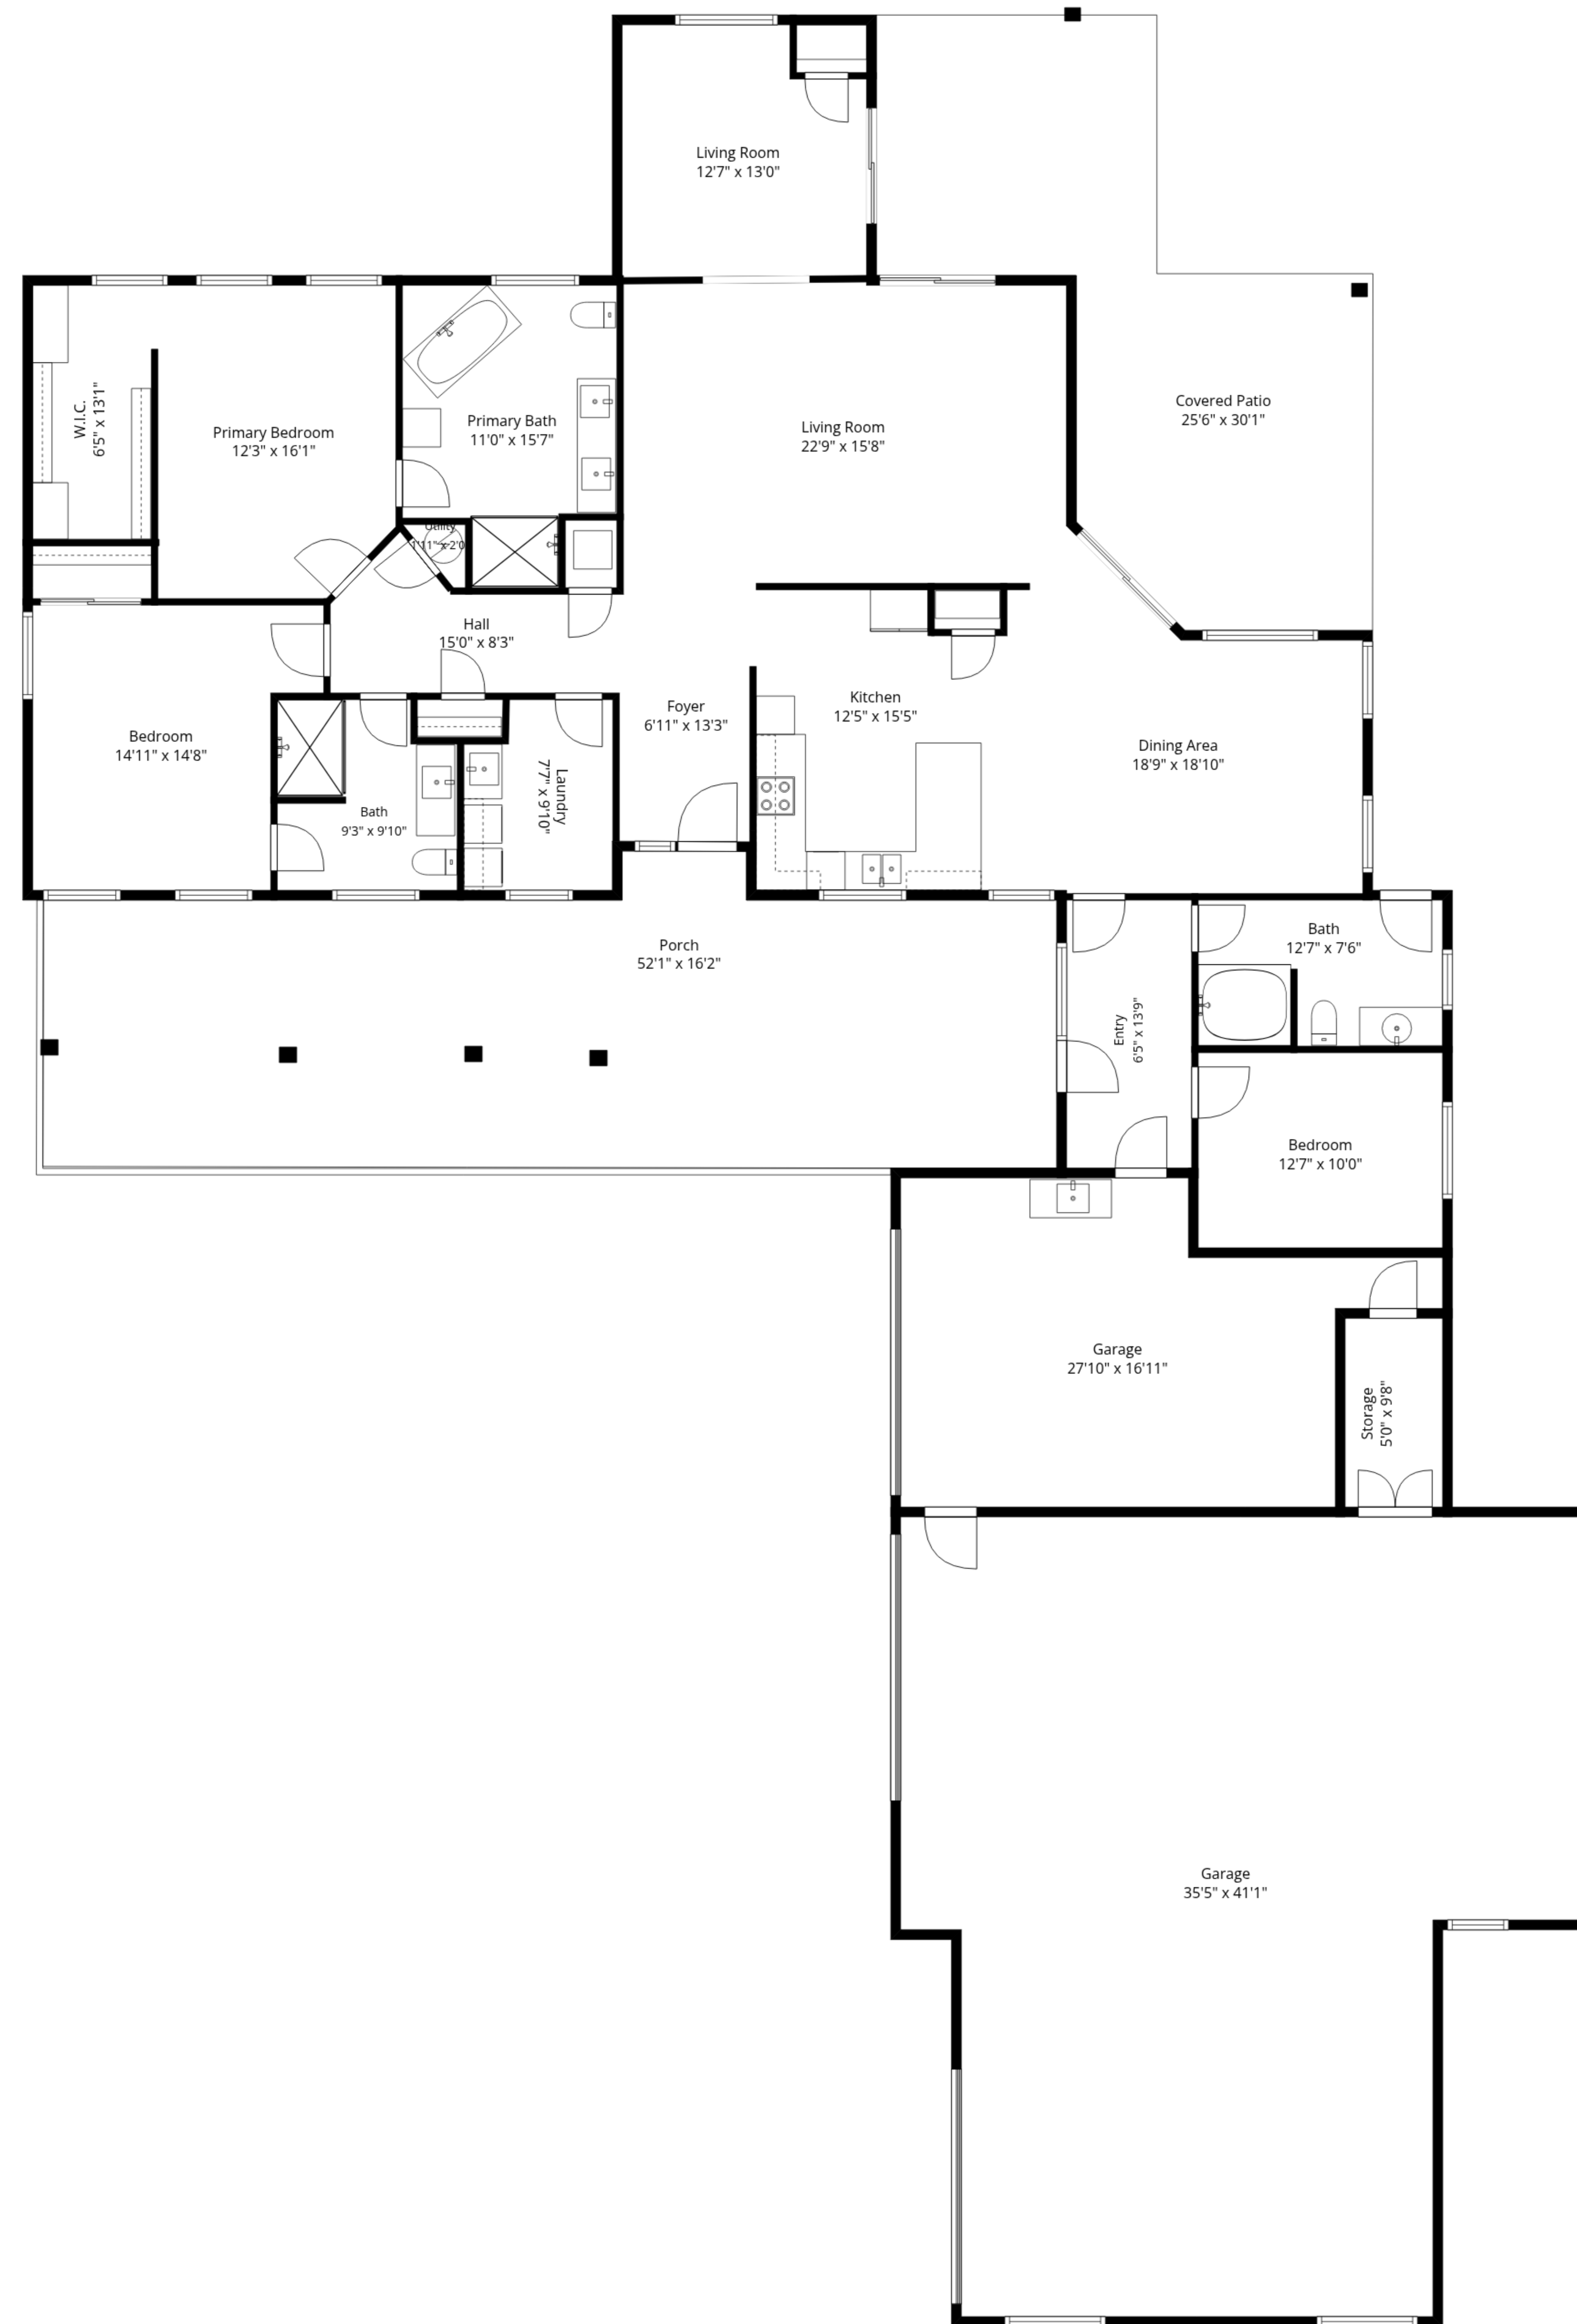 Living Room
12'7" x 13'0"
Covered Patio
25'6" x 30'1"
W.I.C.
6'5" x 13'1"
Primary Bedroom
12'3" x 16'1"
Primary Bath
11'0" x 15'7"
Living Room
22'9" x 15'8"
Utility
1'11" x 2'0
Hall
15'0" x 8'3"
Foyer
6'11" x 13'3"
Kitchen
12'5" x 15'5"
Bedroom
14'11" x 14'8"
Dining Area
18'9" x 18'10"
Laundry
7'7" x 9'10"
Bath
9'3" x 9'10"
Porch
52'1" x 16'2"
Bath
12'7" x 7'6"
Entry
6'5" x 13'9"
Bedroom
12'7" x 10'0"
Garage
27'10" x 16'11"
Storage
5'0" x 9'8"
Garage
35'5" x 41'1"